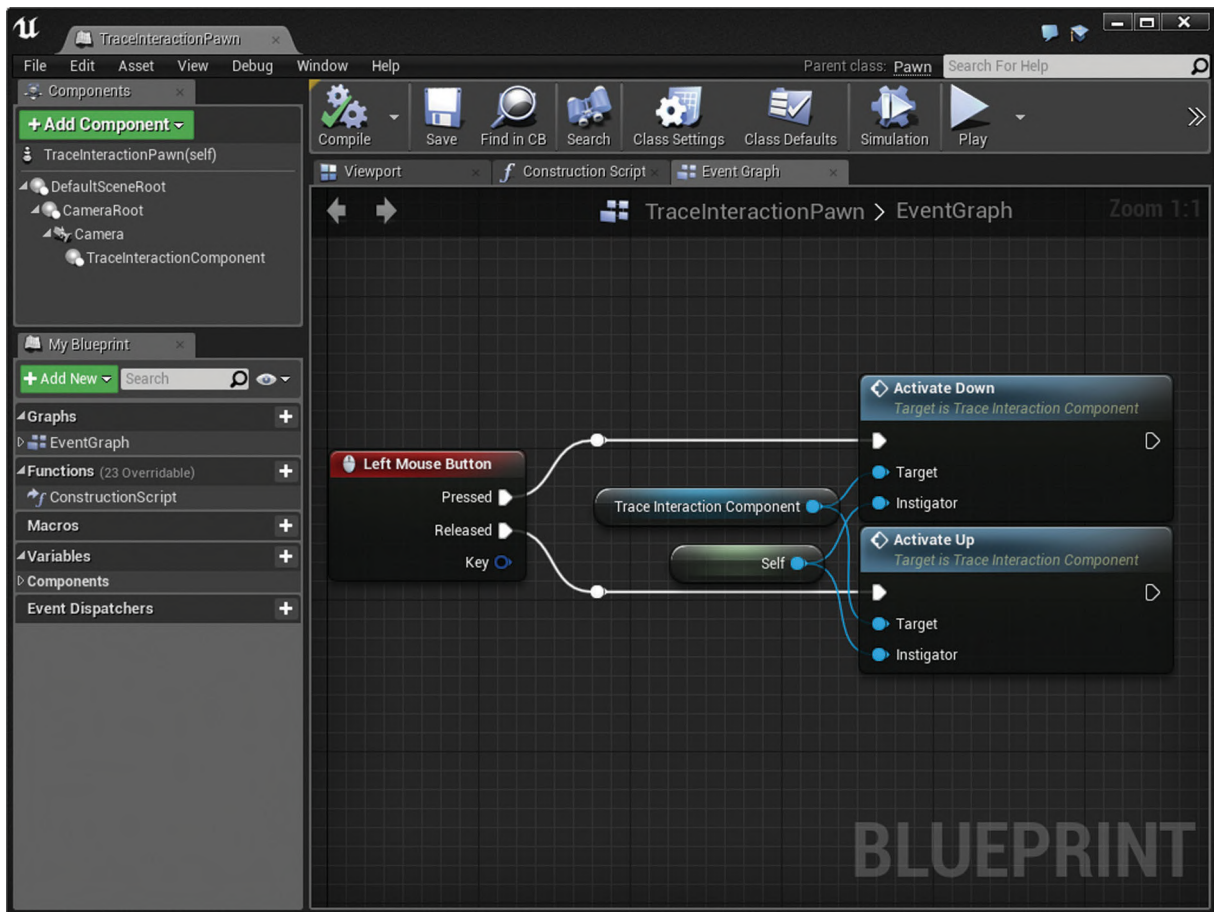 TraceInteractionPawn
File Edit Asset View Debug Window Help
Parent class: Pawn
Search For Help
Components
+ Add Component
TraceInteractionPawn(self)
DefaultSceneRoot
CameraRoot
Camera
TraceInteractionComponent
My Blueprint
+ Add New
Search
Graphs
EventGraph
Functions (23 Overridable)
ConstructionScript
Macros
Variables
Components
Event Dispatchers
Compile
Save
Find in CB
Search
Class Settings
Class Defaults
Simulation
Play
Viewport
Construction Script
Event Graph
TraceInteractionPawn > EventGraph
Zoom 1:1
Left Mouse Button
Pressed
Released
Key
Trace Interaction Component
Self
Activate Down
Target is Trace Interaction Component
Target
Instigator
Activate Up
Target is Trace Interaction Component
Target
Instigator
BLUEPRINT